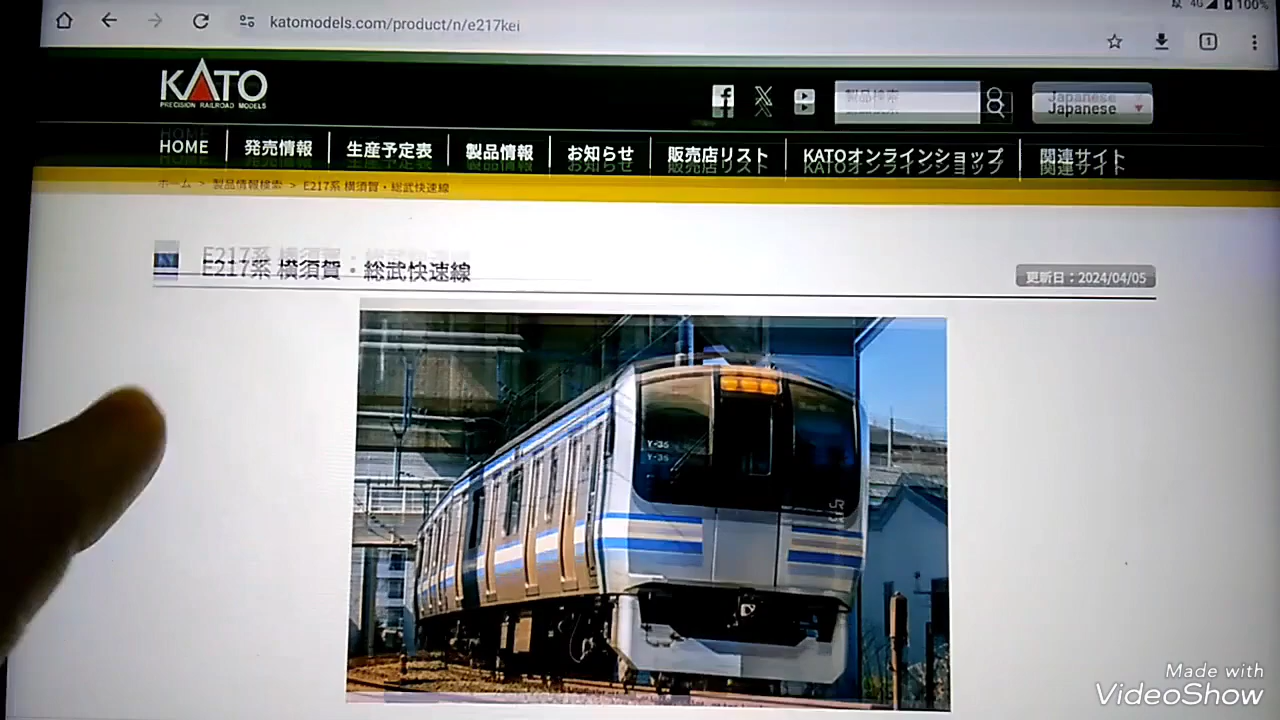 4G 100%
katomodels.com/product/n/e217kei
1
KATO
PRECISION RAILROAD MODELS
製品検索
Japanese
HOME 発売情報 生産予定表 製品情報 お知らせ 販売店リスト KATOオンラインショップ 関連サイト
ホーム > 製品情報検索 > E217系 横須賀・総武快速線
E217系 横須賀・総武快速線
更新日：2024/04/05
Y-35
JR
Made with
VideoShow